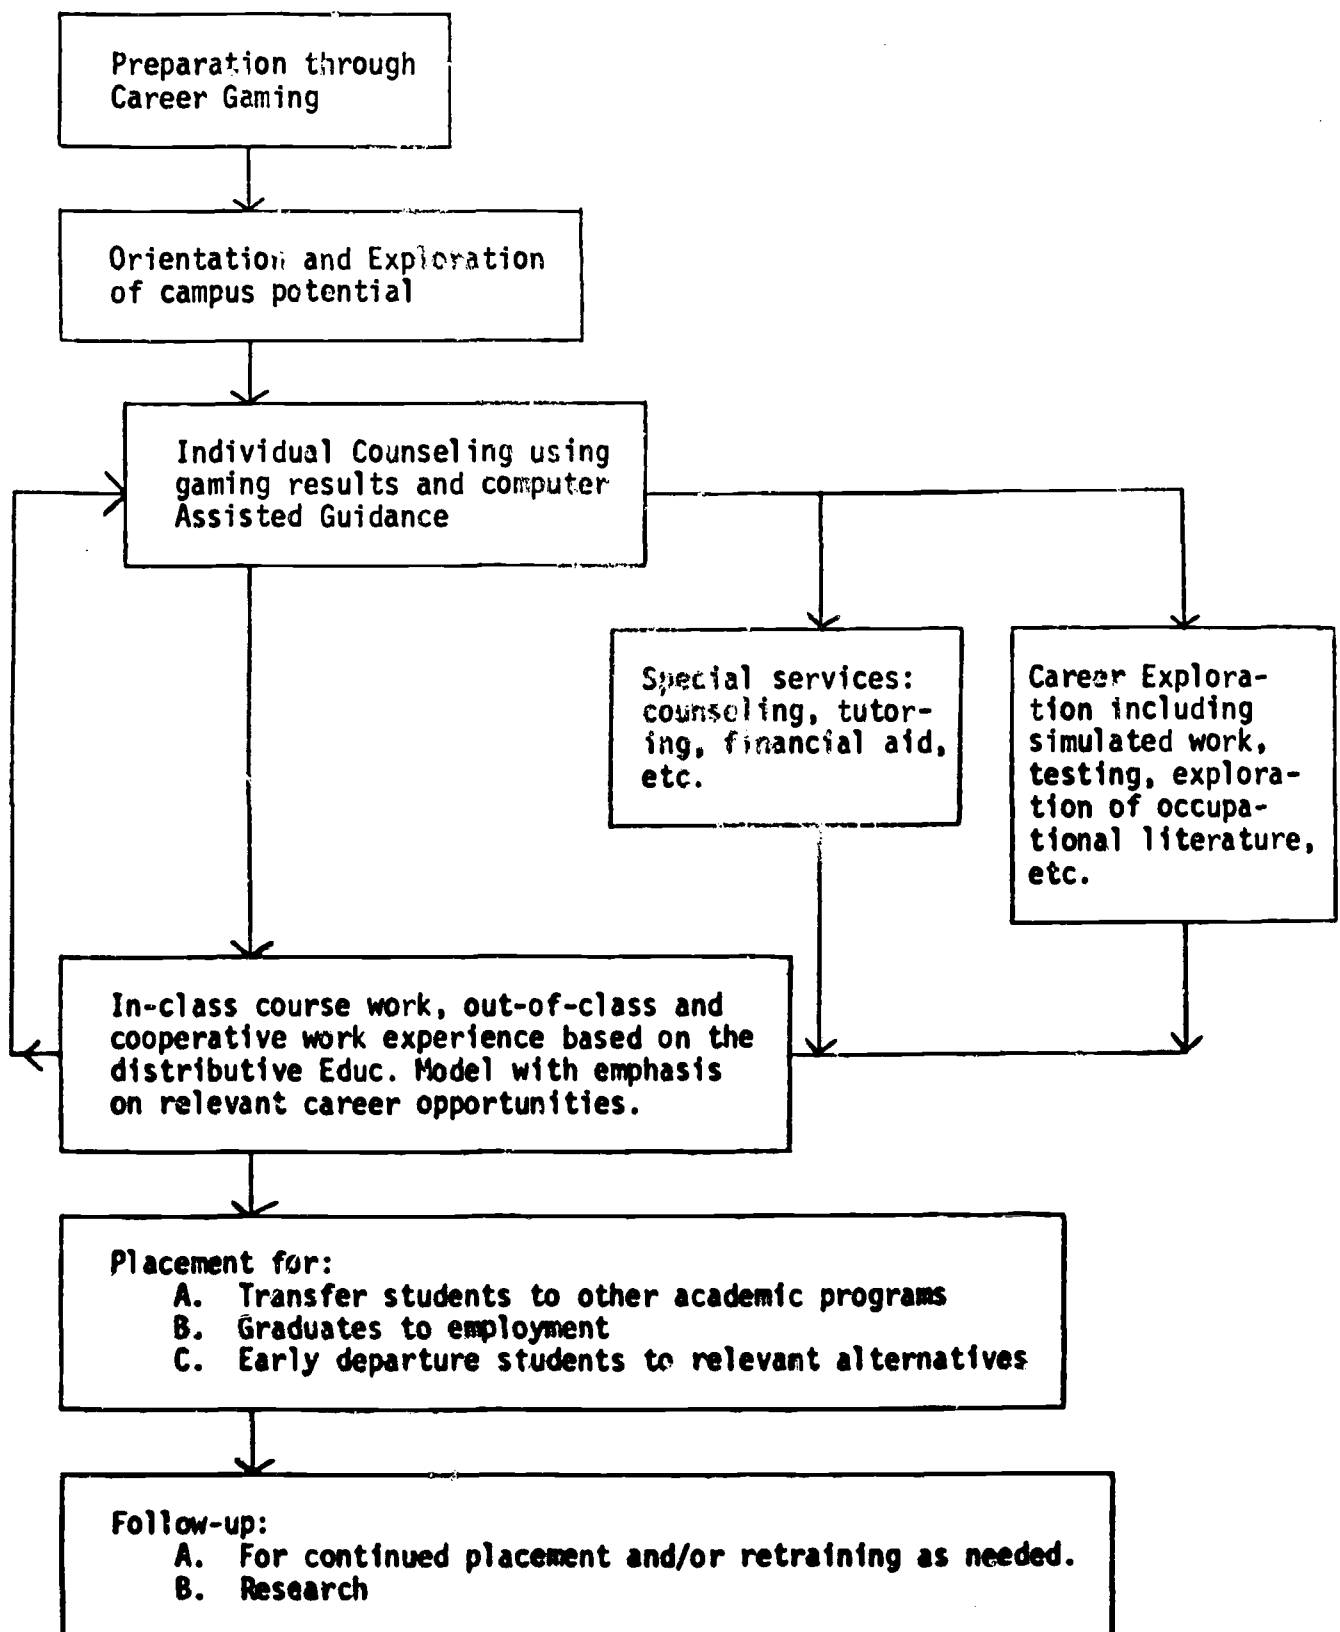 Preparation through
Career Gaming
Orientation and Exploration
of campus potential
Individual Counseling using
gaming results and computer
Assisted Guidance
Special services:
counseling, tutor-
ing, financial aid,
etc.
Career Explora-
tion including
simulated work,
testing, explora-
tion of occupa-
tional literature,
etc.
In-class course work, out-of-class and
cooperative work experience based on the
distributive Educ. Model with emphasis
on relevant career opportunities.
Placement for:
A. Transfer students to other academic programs
B. Graduates to employment
C. Early departure students to relevant alternatives
Follow-up:
A. For continued placement and/or retraining as needed.
B. Research